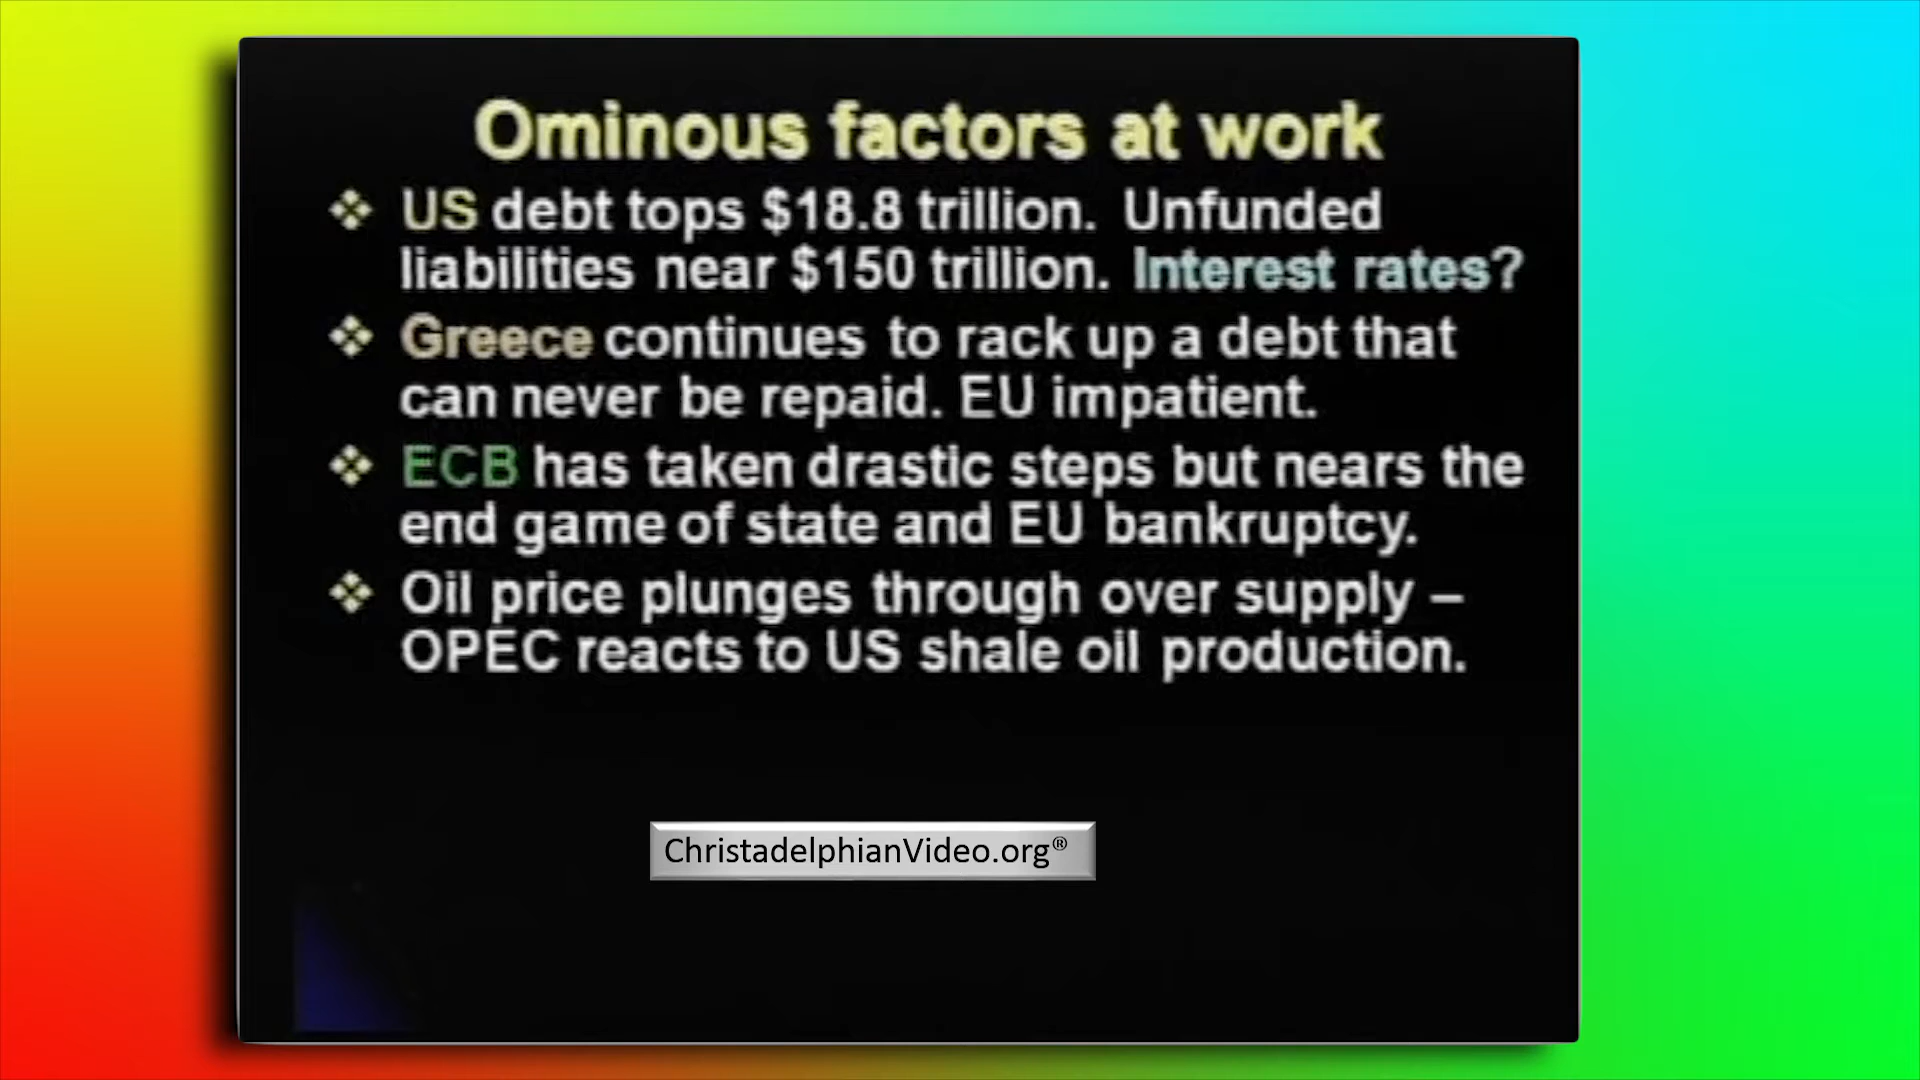 Ominous factors at work
❖ US debt tops $18.8 trillion. Unfunded
liabilities near $150 trillion. Interest rates?
❖ Greece continues to rack up a debt that
can never be repaid. EU impatient.
❖ ECB has taken drastic steps but nears the
end game of state and EU bankruptcy.
❖ Oil price plunges through over supply –
OPEC reacts to US shale oil production.
ChristadelphianVideo.org®